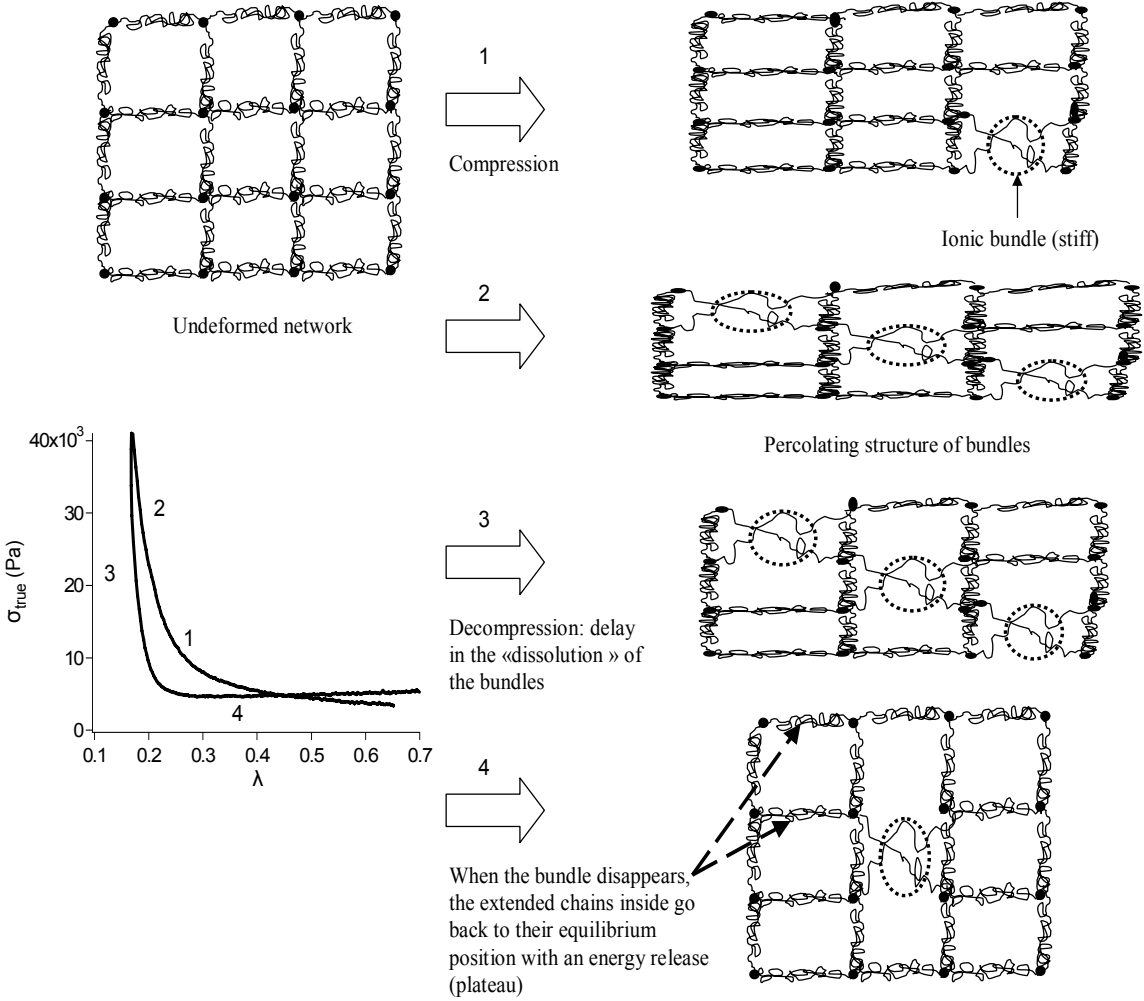 1
Compression
Ionic bundle (stiff)
Undeformed network
2
Percolating structure of bundles
40x10³
30
20
10
0
σtrue (Pa)
0.1 0.2 0.3 0.4 0.5 0.6 0.7
λ
2
3
1
4
3
Decompression: delay
in the «dissolution » of
the bundles
4
When the bundle disappears,
the extended chains inside go
back to their equilibrium
position with an energy release
(plateau)